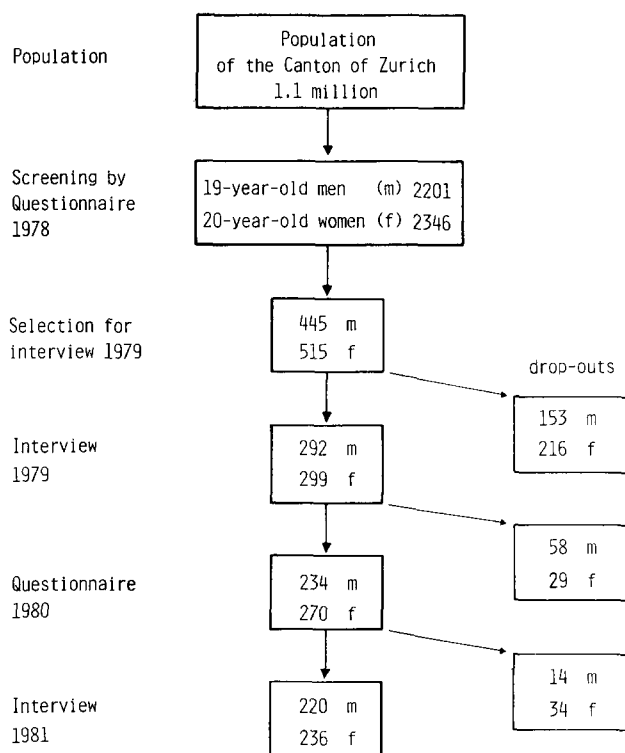 Population
Population
of the Canton of Zurich
1.1 million
Screening by
Questionnaire
1978
19-year-old men (m) 2201
20-year-old women (f) 2346
Selection for
interview 1979
445 m
515 f
drop-outs
153 m
216 f
Interview
1979
292 m
299 f
58 m
29 f
Questionnaire
1980
234 m
270 f
14 m
34 f
Interview
1981
220 m
236 f